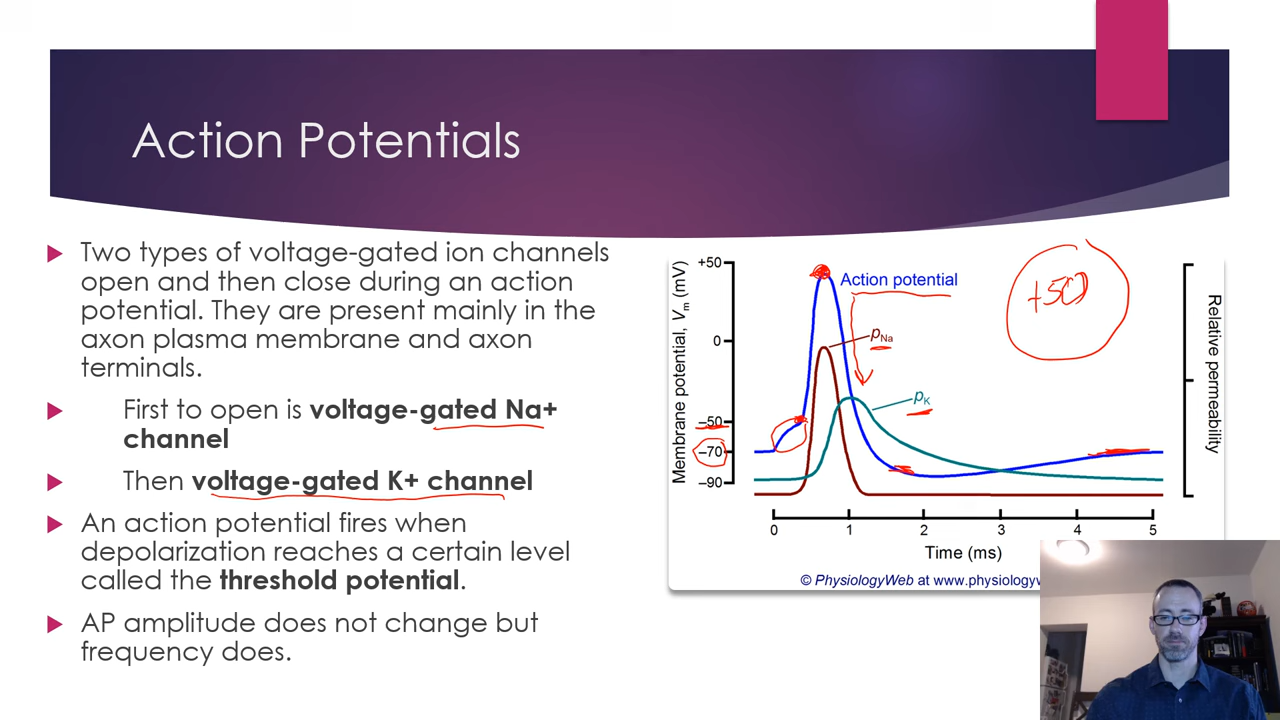 Action Potentials
Two types of voltage-gated ion channels
open and then close during an action
potential. They are present mainly in the
axon plasma membrane and axon
terminals.
First to open is voltage-gated Na+
channel
Then voltage-gated K+ channel
An action potential fires when
depolarization reaches a certain level
called the threshold potential.
AP amplitude does not change but
frequency does.
Membrane potential, Vm (mV)
+50
0
–50
–70
–90
Action potential
pNa
pK
+50
Relative permeability
0 1 2 3 4 5
Time (ms)
© PhysiologyWeb at www.physiologyw